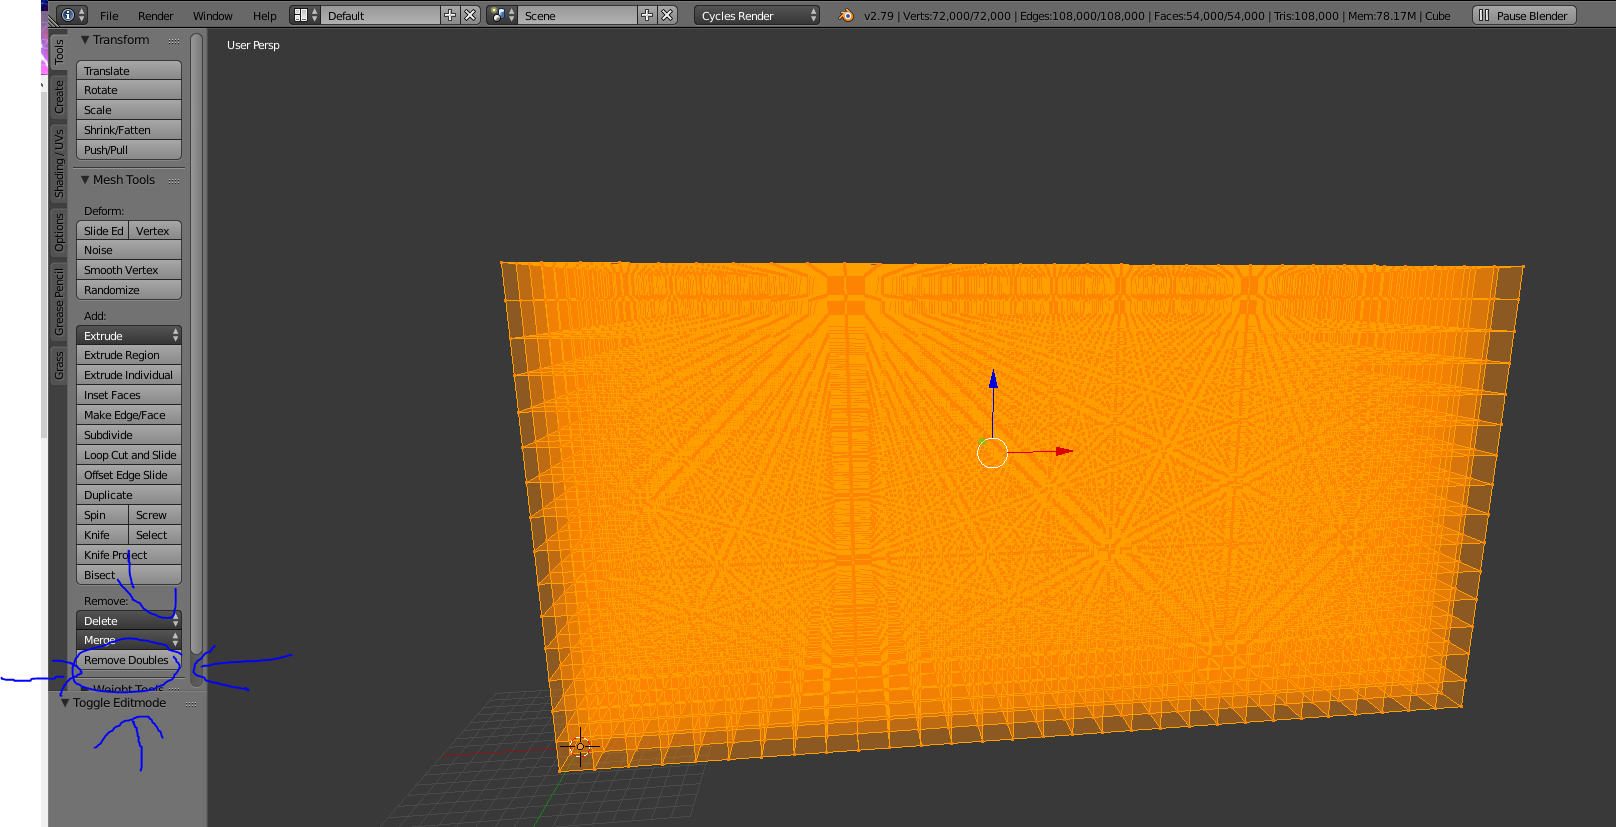 File Render Window Help Default Scene Cycles Render v2.79 | Verts:72,000/72,000 | Edges:108,000/108,000 | Faces:54,000/54,000 | Tris:108,000 | Mem:78.17M | Cube Pause Blender
User Persp
Tools
Create
Shading / UVs
Options
Grease Pencil
Grass
Transform
Translate
Rotate
Scale
Shrink/Fatten
Push/Pull
Mesh Tools
Deform:
Slide Ed Vertex
Noise
Smooth Vertex
Randomize
Add:
Extrude
Extrude Region
Extrude Individual
Inset Faces
Make Edge/Face
Subdivide
Loop Cut and Slide
Offset Edge Slide
Duplicate
Spin Screw
Knife Select
Knife Project
Bisect
Remove:
Delete
Merge
Remove Doubles
Weight Tools
Toggle Editmode